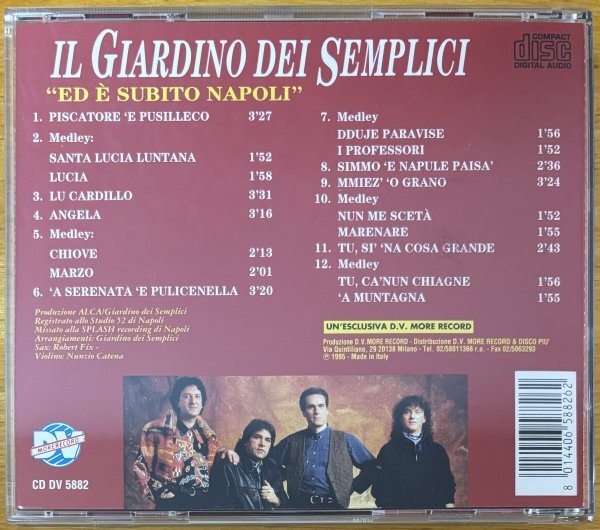 IL GIARDINO DEI SEMPLICI
COMPACT
disc
DIGITAL AUDIO
"ED È SUBITO NAPOLI"
1. PISCATORE 'E PUSILLECO 3'27
2. Medley:
SANTA LUCIA LUNTANA 1'52
LUCIA 1'58
3. LU CARDILLO 3'31
4. ANGELA 3'16
5. Medley:
CHIOVE 2'13
MARZO 2'01
6. 'A SERENATA 'E PULICENELLA 3'20
7. Medley
DDUJE PARAVISE 1'56
I PROFESSORI 1'52
8. SIMMO 'E NAPULE PAISA' 2'36
9. MMIEZ' 'O GRANO 3'24
10. Medley
NUN ME SCETÀ 1'52
MARENARE 1'55
11. TU, SI' 'NA COSA GRANDE 2'43
12. Medley
TU, CA'NUN CHIAGNE 1'56
'A MUNTAGNA 1'55
Produzione ALCA/Giardino dei Semplici
Registrato allo Studio 52 di Napoli
Missato alla SPLASH recording di Napoli
Arrangiamenti: Giardino dei Semplici
Sax: Robert Fix -
Violino: Nunzio Catena
UN'ESCLUSIVA D.V. MORE RECORD
Produzione D.V.MORE RECORD - Distribuzione D.V. MORE RECORD & DISCO PIU'
Via Quintiliano, 29 20138 Milano - Tel. 02/58011366 r.a. - Fax 02/5063293
℗ 1995 - Made in Italy
DV
MORE RECORD
CD DV 5882
8 014406 588262